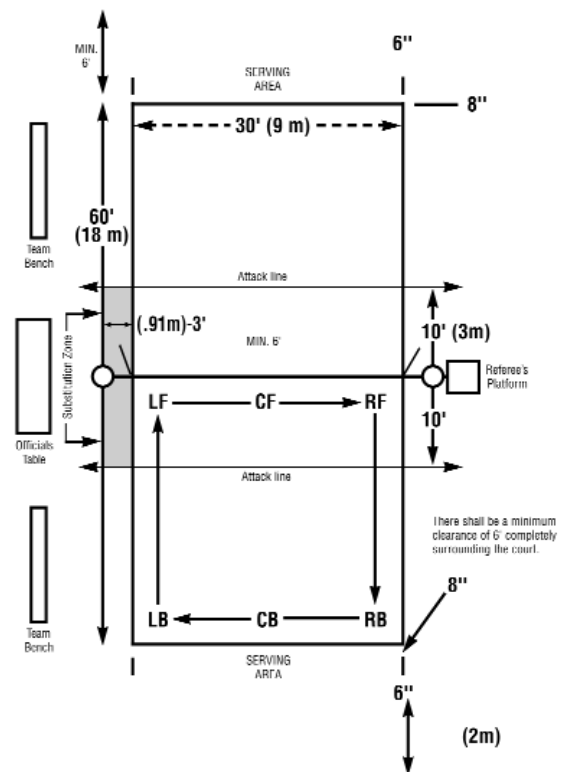 MIN.
6'
6"
SERVING
AREA
8"
30' (9 m)
60'
(18 m)
Team
Bench
Attack line
(.91m)-3'
MIN. 6'
10' (3m)
Substitution Zone
Referee's
Platform
LF CF RF
10'
Officials
Table
Attack line
There shall be a minimum
clearance of 6' completely
surrounding the court.
8"
LB CB RB
Team
Bench
SERVING
AREA
6"
(2m)